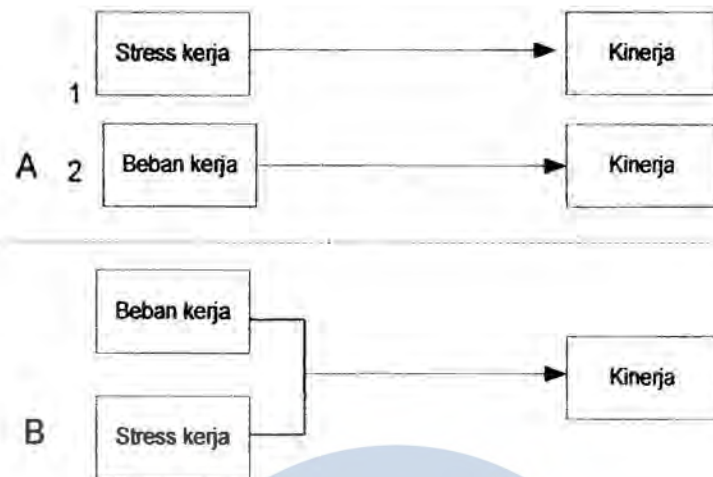 Stress kerja
Kinerja
1
A
2
Beban kerja
Kinerja
Beban kerja
Kinerja
B
Stress kerja